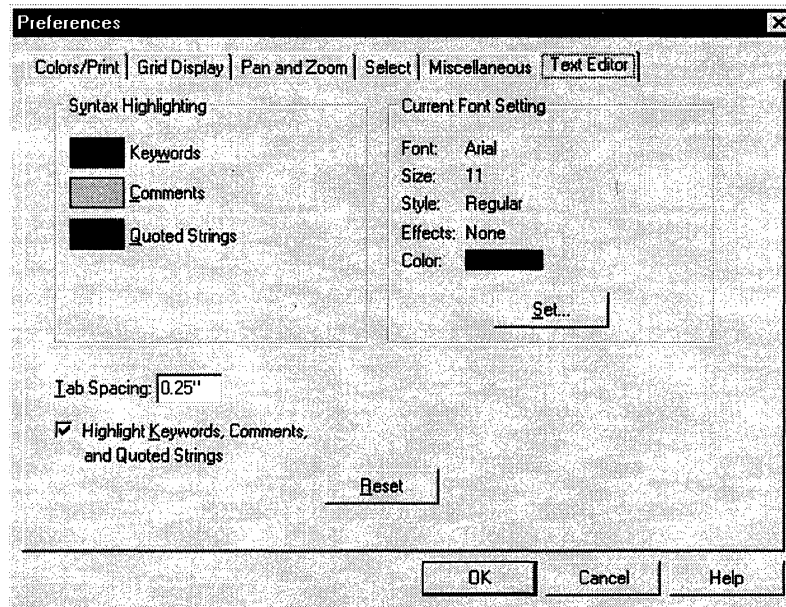 Preferences
Colors/Print Grid Display Pan and Zoom Select Miscellaneous Text Editor
Syntax Highlighting
Keywords
Comments
Quoted Strings
Current Font Setting
Font: Arial
Size: 11
Style: Regular
Effects: None
Color:
Set...
Tab Spacing: 0.25"
Highlight Keywords, Comments,
and Quoted Strings
Reset
OK Cancel Help